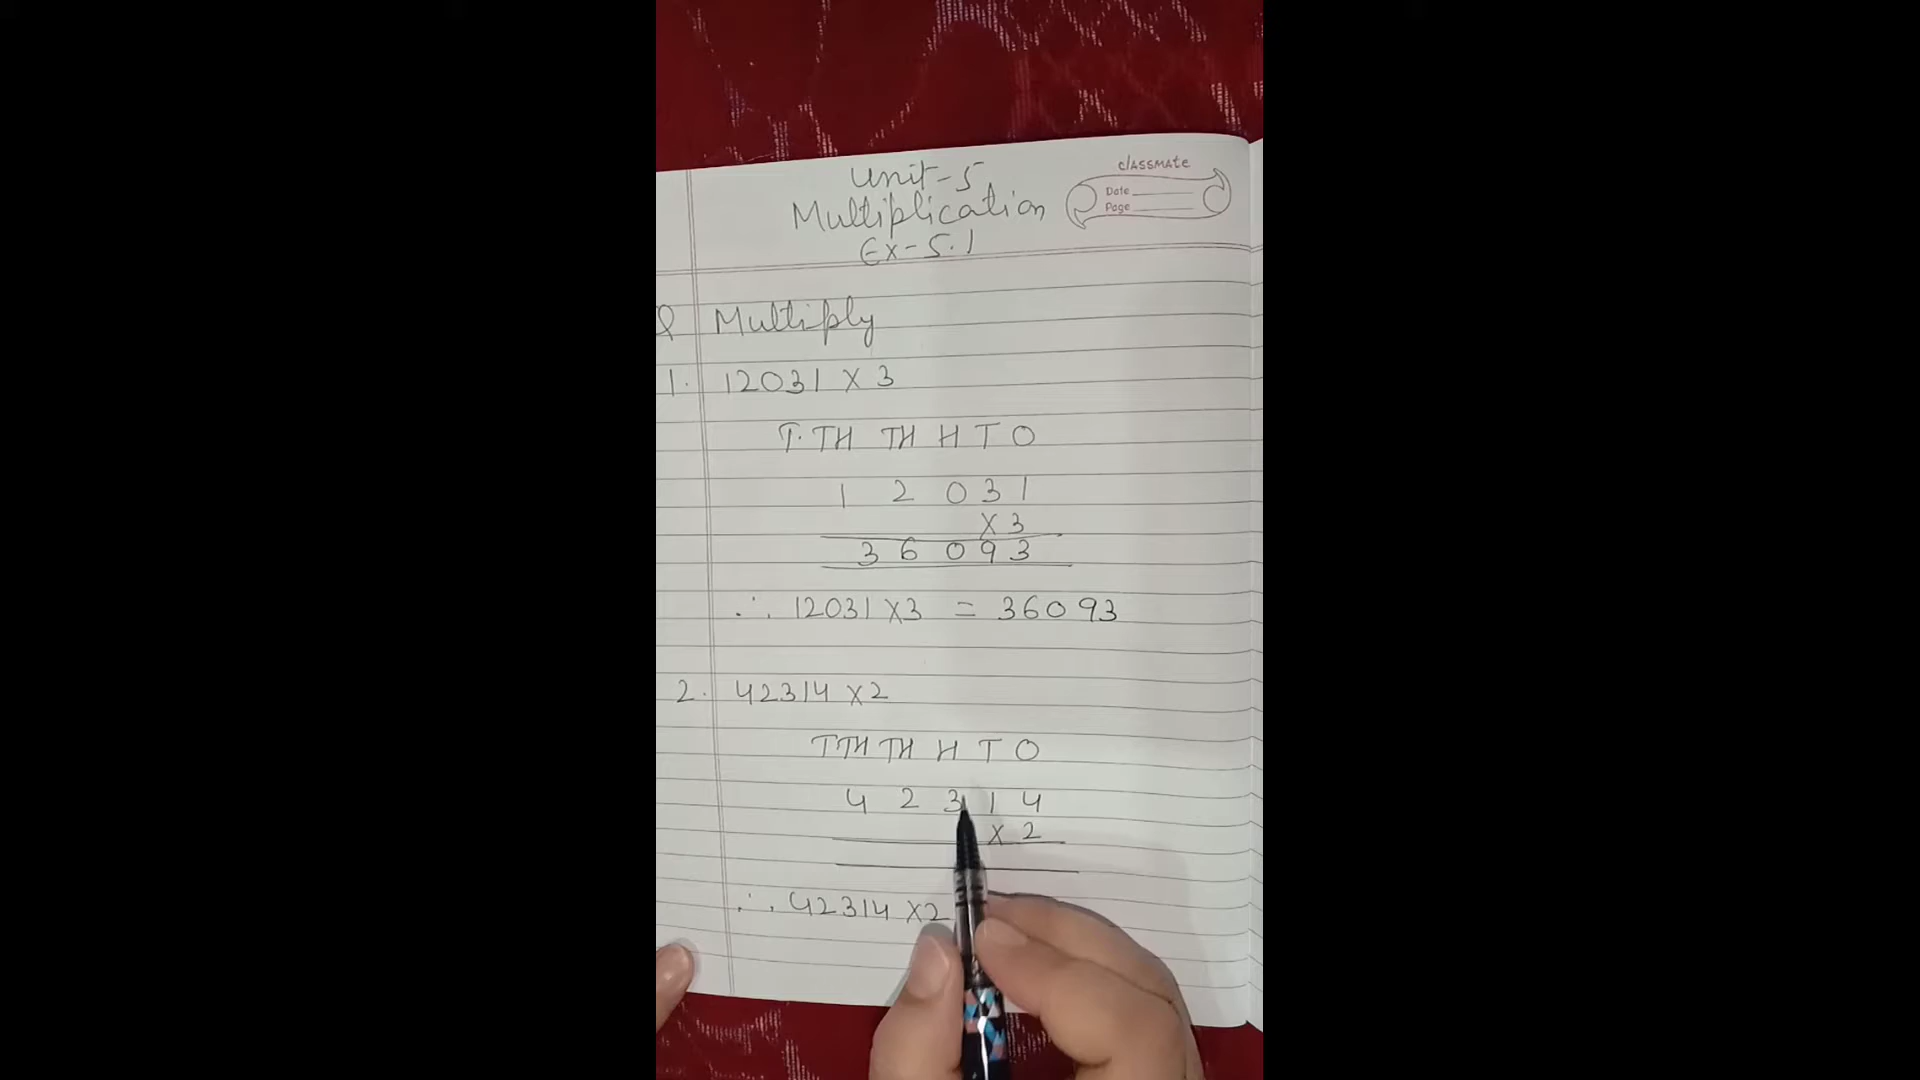 Unit-5
Multiplication
Ex-5.1
classmate
Date
Page
Q Multiply
1. 12031 X 3
T. TH TH H T O
1 2 0 3 1
X 3
3 6 0 9 3
∴ 12031 X3 = 36093
2. 42314 X2
TTH TH H T O
4 2 3 1 4
X 2
∴ 42314 X2